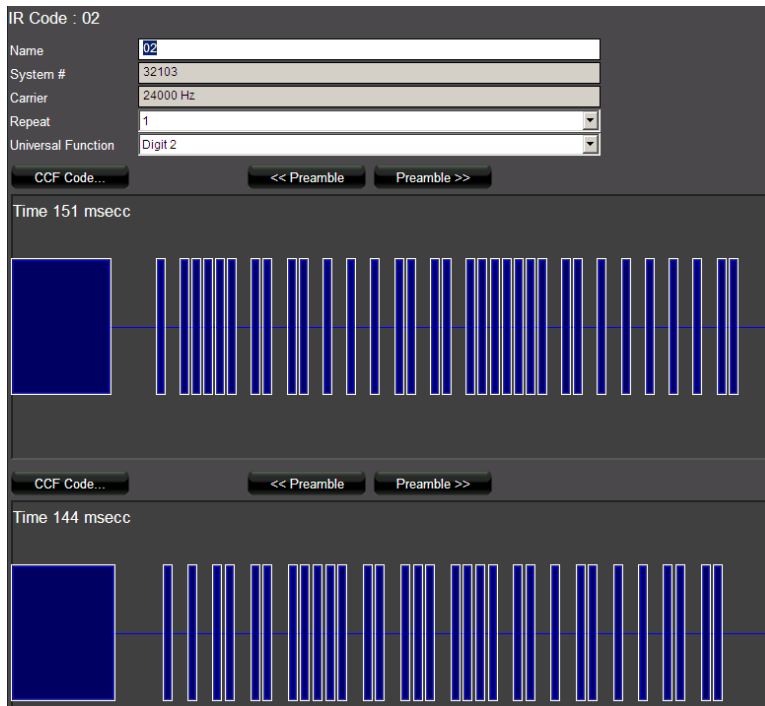 IR Code : 02
Name 02
System # 32103
Carrier 24000 Hz
Repeat 1
Universal Function Digit 2
CCF Code... << Preamble Preamble >>
Time 151 msecc
CCF Code... << Preamble Preamble >>
Time 144 msecc